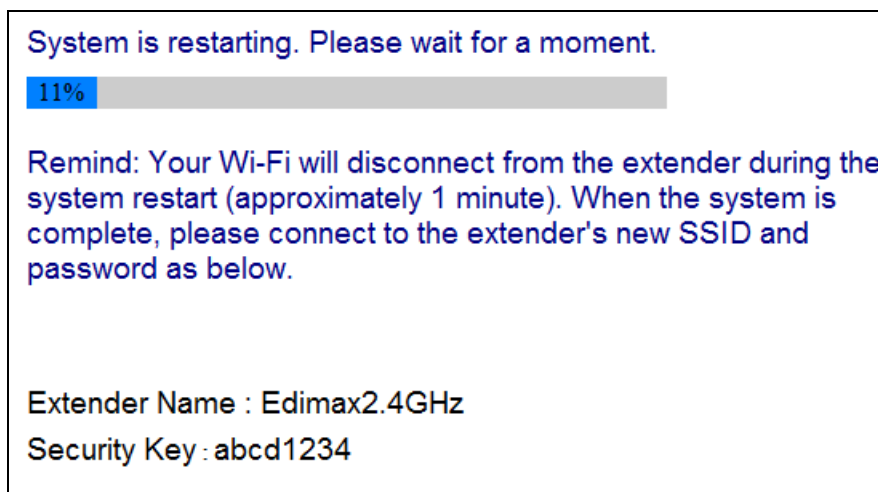 System is restarting. Please wait for a moment.
11%
Remind: Your Wi-Fi will disconnect from the extender during the
system restart (approximately 1 minute). When the system is
complete, please connect to the extender's new SSID and
password as below.
Extender Name : Edimax2.4GHz
Security Key : abcd1234